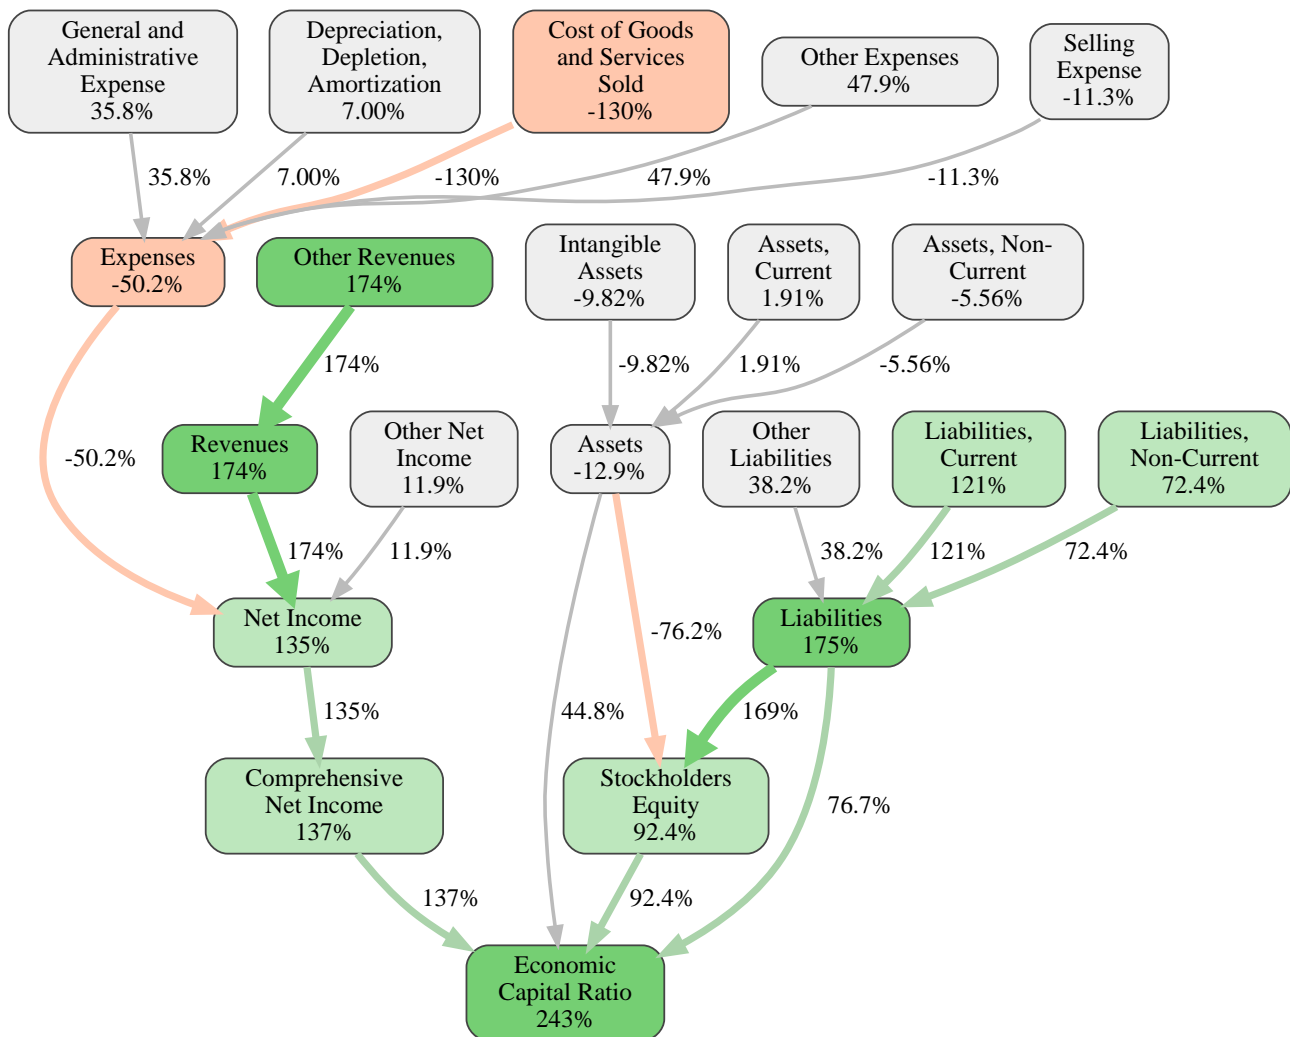 General and
Administrative
Expense
35.8%
Depreciation,
Depletion,
Amortization
7.00%
Cost of Goods
and Services
Sold
-130%
Other Expenses
47.9%
Selling
Expense
-11.3%
35.8%
7.00%
-130%
47.9%
-11.3%
Expenses
-50.2%
Other Revenues
174%
Intangible
Assets
-9.82%
Assets,
Current
1.91%
Assets, Non-
Current
-5.56%
174%
-9.82%
1.91%
-5.56%
-50.2%
Revenues
174%
Other Net
Income
11.9%
Assets
-12.9%
Other
Liabilities
38.2%
Liabilities,
Current
121%
Liabilities,
Non-Current
72.4%
174%
11.9%
38.2%
121%
72.4%
Net Income
135%
-76.2%
Liabilities
175%
135%
44.8%
169%
Comprehensive
Net Income
137%
Stockholders
Equity
92.4%
76.7%
137%
92.4%
Economic
Capital Ratio
243%